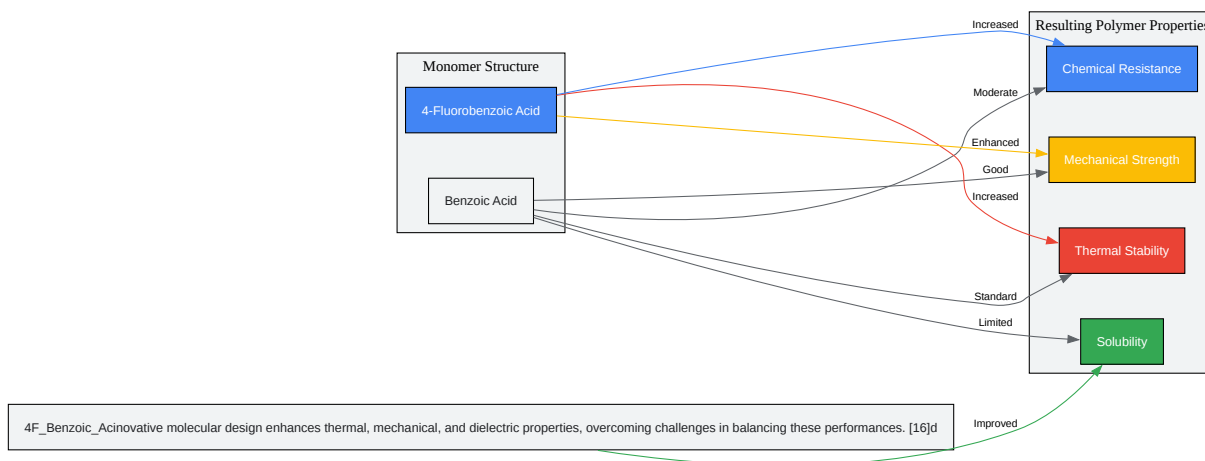 Resulting Polymer Properties
Increased
Monomer Structure
Chemical Resistance
Moderate
4-Fluorobenzoic Acid
Enhanced
Mechanical Strength
Good
Benzoic Acid
Increased
Thermal Stability
Standard
Limited
Solubility
Improved
4F_Benzoic_Acinovative molecular design enhances thermal, mechanical, and dielectric properties, overcoming challenges in balancing these performances. [16]d